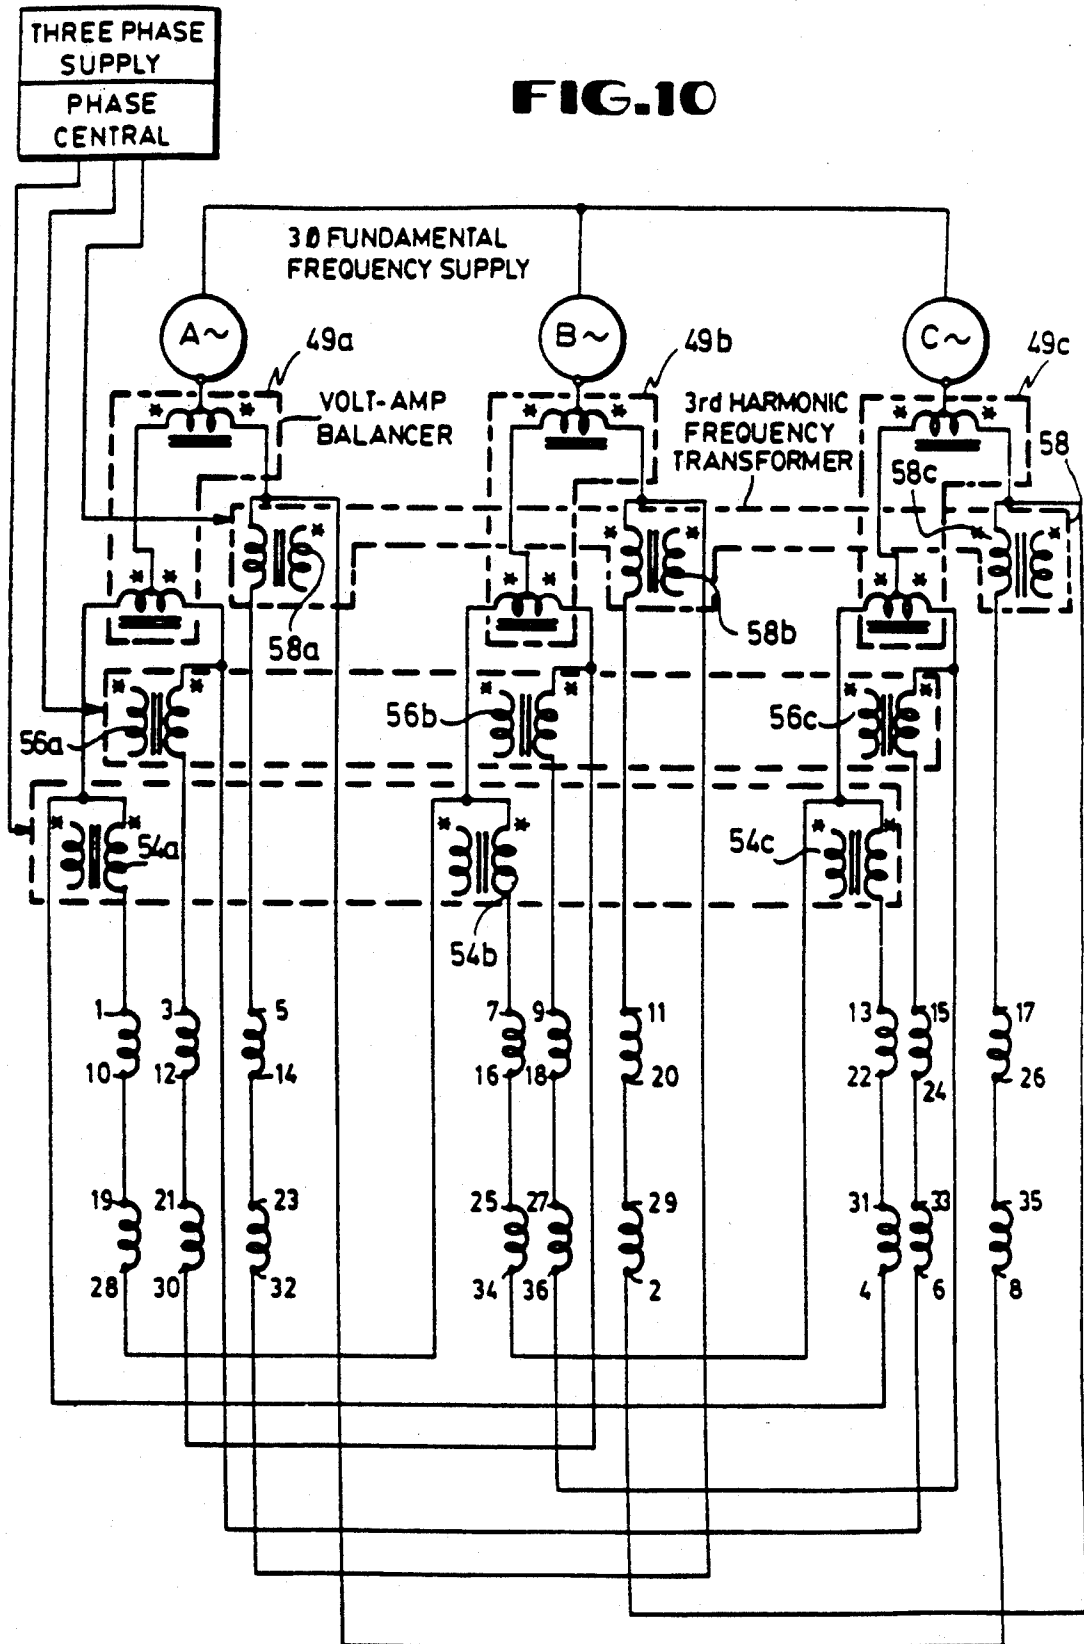 THREE PHASE
SUPPLY
PHASE
CENTRAL
FIG.10
3Ø FUNDAMENTAL
FREQUENCY SUPPLY
A~
B~
C~
49a
49b
49c
VOLT-AMP
BALANCER
3rd HARMONIC
FREQUENCY
TRANSFORMER
58
58c
58a
58b
56a
56b
56c
54a
54b
54c
1 3 5 7 9 11 13 15 17
10 12 14 16 18 20 22 24 26
19 21 23 25 27 29 31 33 35
28 30 32 34 36 2 4 6 8